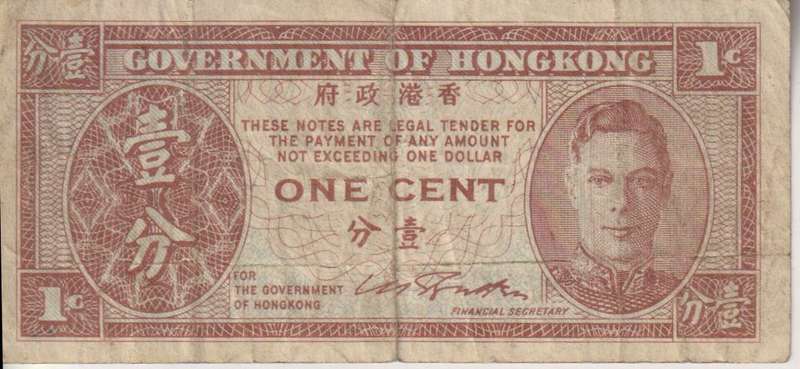 分壹
GOVERNMENT OF HONGKONG
1c
府政港香
THESE NOTES ARE LEGAL TENDER FOR
THE PAYMENT OF ANY AMOUNT
NOT EXCEEDING ONE DOLLAR
壹分
ONE CENT
分壹
FOR
THE GOVERNMENT
OF HONGKONG
FINANCIAL SECRETARY
1c
分壹